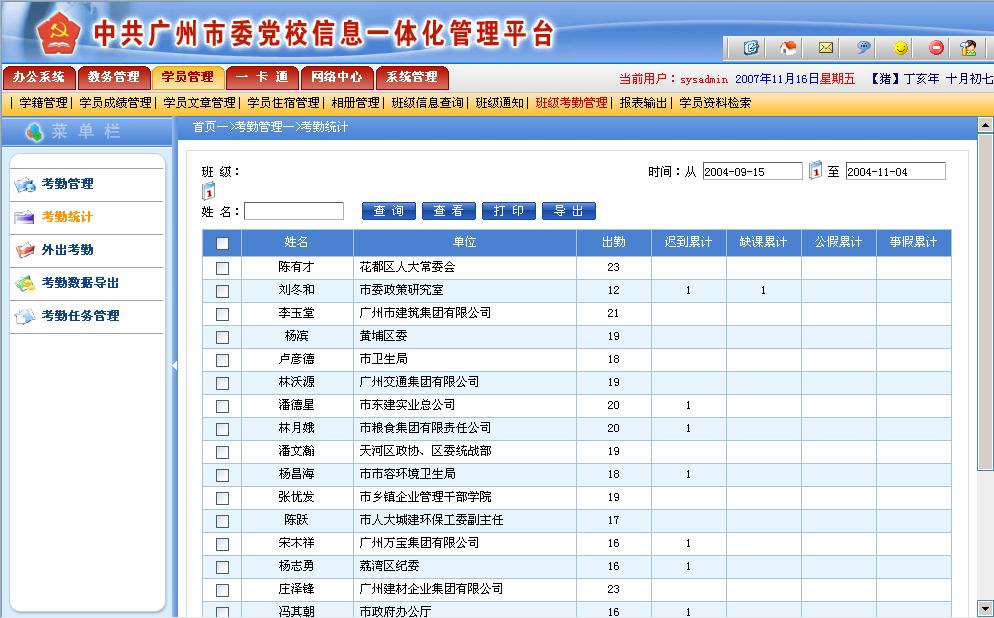 中共广州市委党校信息一体化管理平台
办公系统 教务管理 学员管理 一卡通 网络中心 系统管理
当前用户：sysadmin 2007年11月16日星期五 【猪】丁亥年 十月初七
| 学籍管理| 学员成绩管理| 学员文章管理| 学员住宿管理| 相册管理| 班级信息查询| 班级通知| 班级考勤管理| 报表输出| 学员资料检索
菜单栏
首页一>考勤管理一>考勤统计
考勤管理
考勤统计
外出考勤
考勤数据导出
考勤任务管理
班 级：
时间：从 2004-09-15 1 至 2004-11-04
1
姓 名： 查 询 查 看 打 印 导 出
姓名 单位 出勤 迟到累计 缺课累计 公假累计 事假累计
陈有才 花都区人大常委会 23
刘冬和 市委政策研究室 12 1 1
李玉堂 广州市建筑集团有限公司 21
杨滨 黄埔区委 19
卢彦德 市卫生局 18
林沃源 广州交通集团有限公司 19
潘德星 市东建实业总公司 20 1
林月娥 市粮食集团有限责任公司 20 1
潘文瀚 天河区政协、区委统战部 19
杨昌海 市市容环境卫生局 18 1
张优发 市乡镇企业管理干部学院 19
陈跃 市人大城建环保工委副主任 17
宋木祥 广州万宝集团有限公司 16 1
杨志勇 荔湾区纪委 16 1
庄泽锋 广州建材企业集团有限公司 23
冯其朝 市政府办公厅 16 1